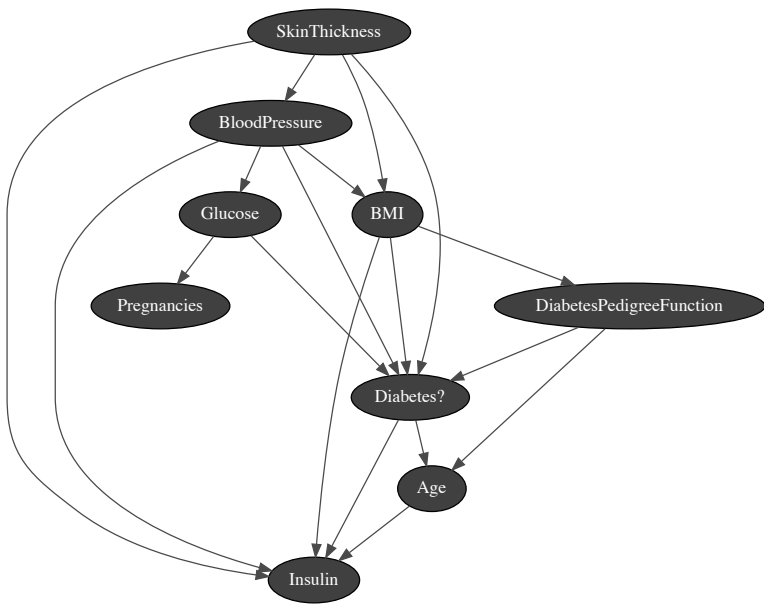 SkinThickness
BloodPressure
Glucose
BMI
Pregnancies
DiabetesPedigreeFunction
Diabetes?
Age
Insulin